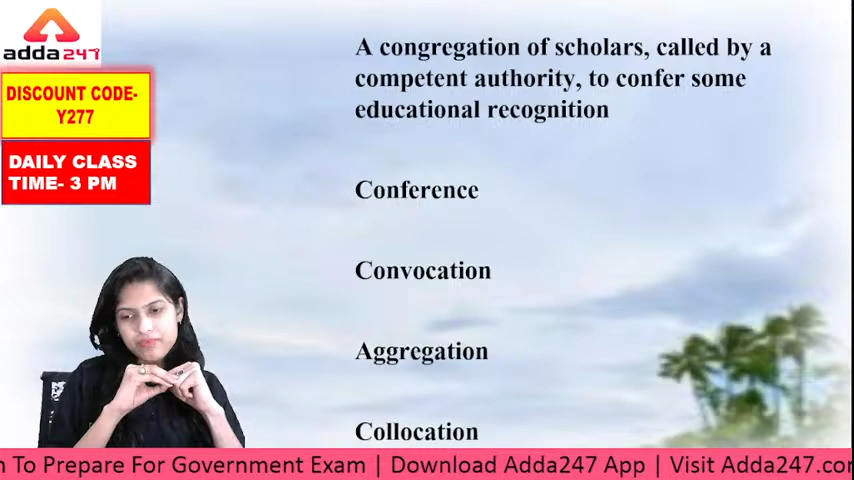 adda247
DISCOUNT CODE-
Y277
DAILY CLASS
TIME- 3 PM
A congregation of scholars, called by a
competent authority, to confer some
educational recognition
Conference
Convocation
Aggregation
Collocation
To Prepare For Government Exam | Download Adda247 App | Visit Adda247.co